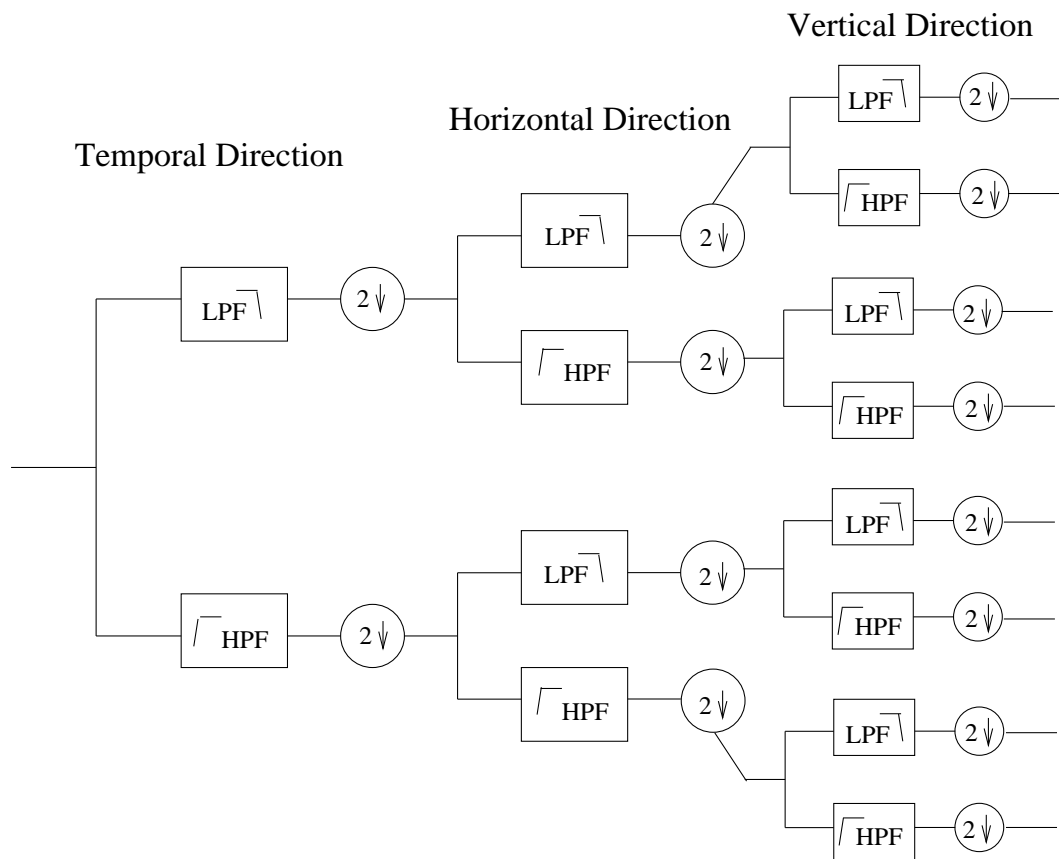 Vertical Direction
LPF 2↓
Horizontal Direction
Temporal Direction
HPF 2↓
LPF 2↓
LPF 2↓
LPF 2↓
HPF 2↓
HPF 2↓
LPF 2↓
LPF 2↓
HPF 2↓
HPF 2↓
HPF 2↓
LPF 2↓
HPF 2↓